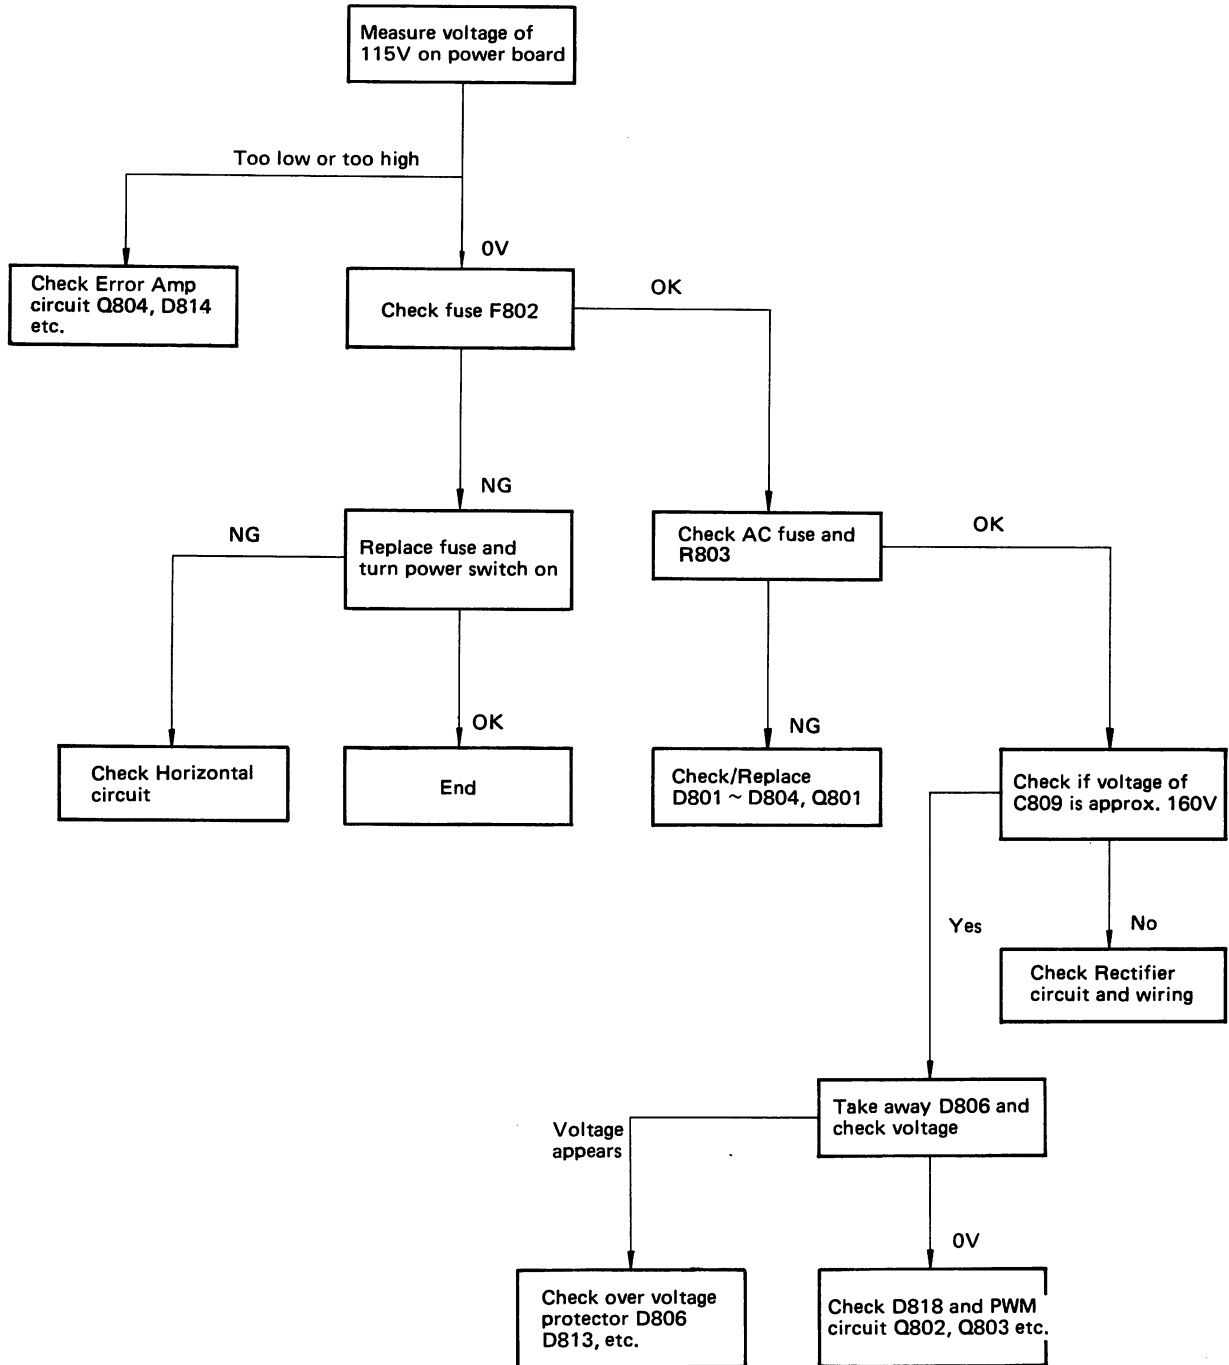 Measure voltage of
115V on power board
Too low or too high
0V
Check Error Amp
circuit Q804, D814
etc.
Check fuse F802
OK
NG
NG
Replace fuse and
turn power switch on
Check AC fuse and
R803
OK
OK
NG
Check Horizontal
circuit
End
Check/Replace
D801 ~ D804, Q801
Check if voltage of
C809 is approx. 160V
Yes
No
Check Rectifier
circuit and wiring
Take away D806 and
check voltage
Voltage
appears
0V
Check over voltage
protector D806
D813, etc.
Check D818 and PWM
circuit Q802, Q803 etc.